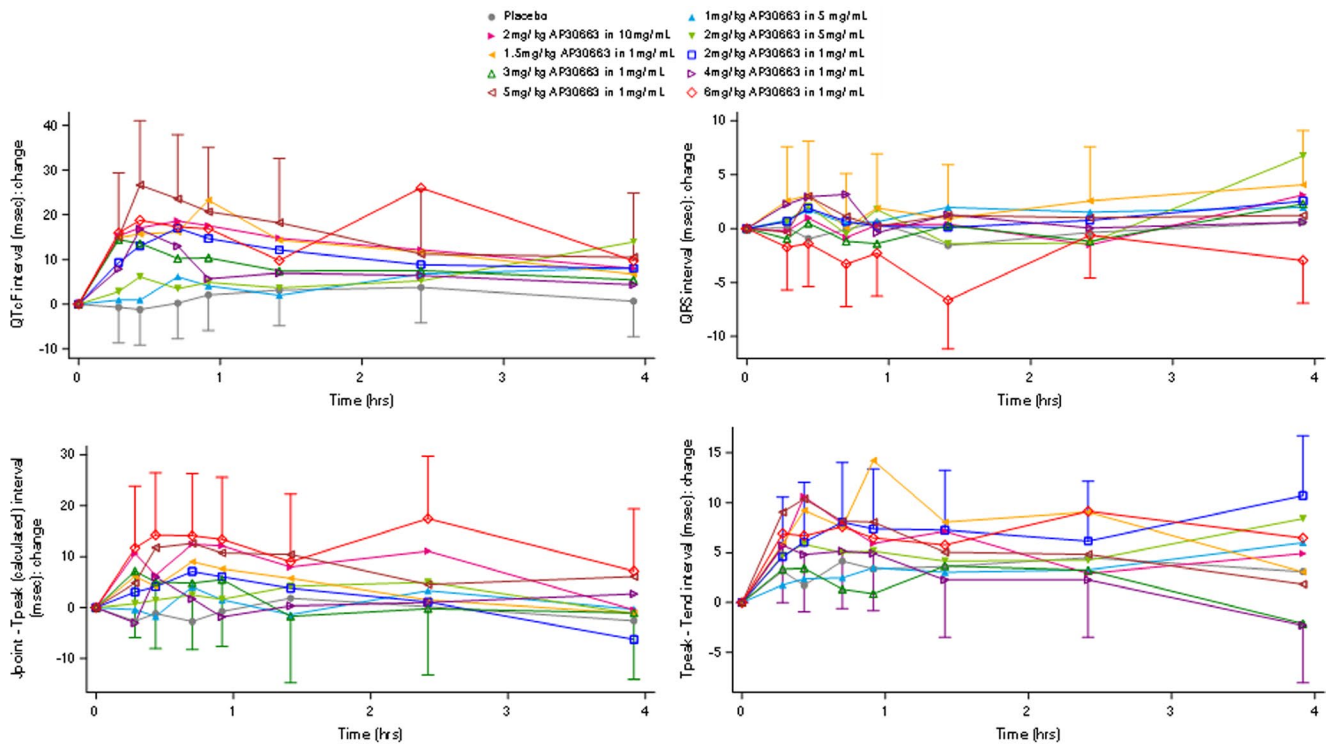 Placebo
1mg/kg AP30663 in 5 mg/mL
2mg/kg AP30663 in 10mg/mL
2mg/kg AP30663 in 5mg/mL
1.5mg/kg AP30663 in 1mg/mL
2mg/kg AP30663 in 1mg/mL
3mg/kg AP30663 in 1mg/mL
4mg/kg AP30663 in 1mg/mL
5mg/kg AP30663 in 1mg/mL
6mg/kg AP30663 in 1mg/mL
QTcF interval (msec): change
40
30
20
10
0
-10
0
1
2
3
4
Time (hrs)
QRS interval (msec): change
10
5
0
-5
-10
0
1
2
3
4
Time (hrs)
Jpoint - Tpeak (calculated) interval
(msec): change
30
20
10
0
-10
0
1
2
3
4
Time (hrs)
Tpeak - Tend interval (msec): change
15
10
5
0
-5
0
1
2
3
4
Time (hrs)